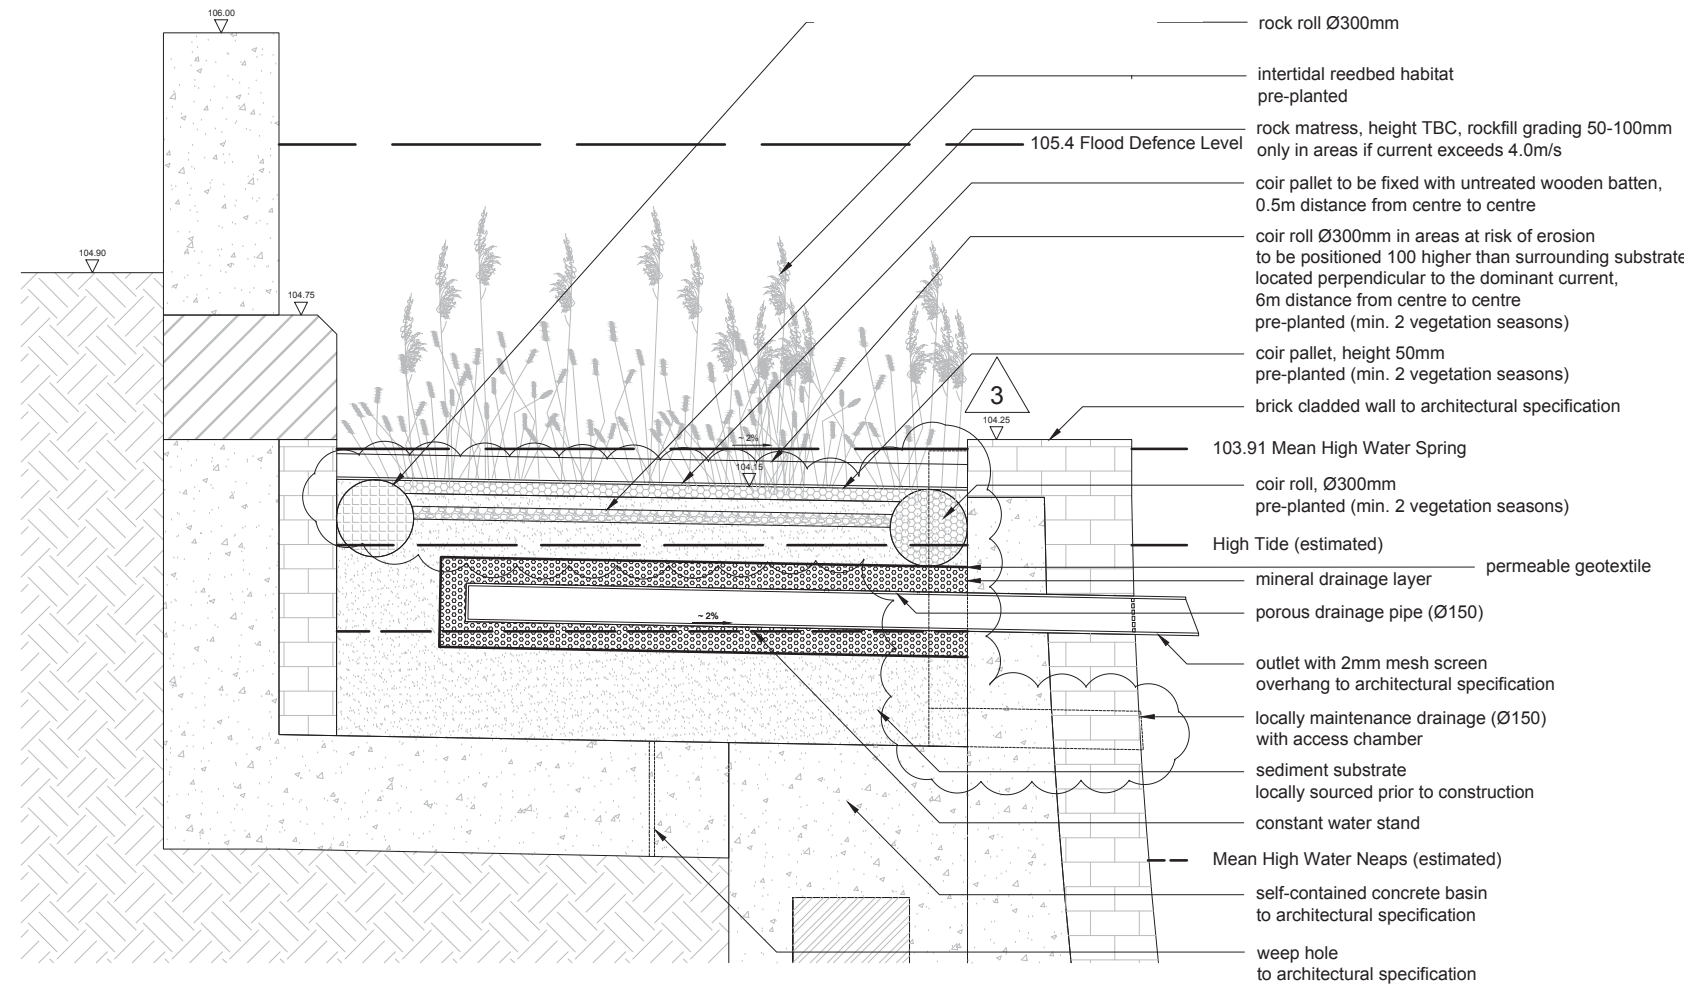 106.00
rock roll Ø300mm
intertidal reedbed habitat
pre-planted
rock matress, height TBC, rockfill grading 50-100mm
only in areas if current exceeds 4.0m/s
105.4 Flood Defence Level
coir pallet to be fixed with untreated wooden batten,
0.5m distance from centre to centre
coir roll Ø300mm in areas at risk of erosion
to be positioned 100 higher than surrounding substrate
located perpendicular to the dominant current,
6m distance from centre to centre
pre-planted (min. 2 vegetation seasons)
104.90
104.75
coir pallet, height 50mm
pre-planted (min. 2 vegetation seasons)
3
104.25
brick cladded wall to architectural specification
~ 2%
103.91 Mean High Water Spring
104.15
coir roll, Ø300mm
pre-planted (min. 2 vegetation seasons)
High Tide (estimated)
permeable geotextile
mineral drainage layer
porous drainage pipe (Ø150)
~ 2%
outlet with 2mm mesh screen
overhang to architectural specification
locally maintenance drainage (Ø150)
with access chamber
sediment substrate
locally sourced prior to construction
constant water stand
Mean High Water Neaps (estimated)
self-contained concrete basin
to architectural specification
weep hole
to architectural specification